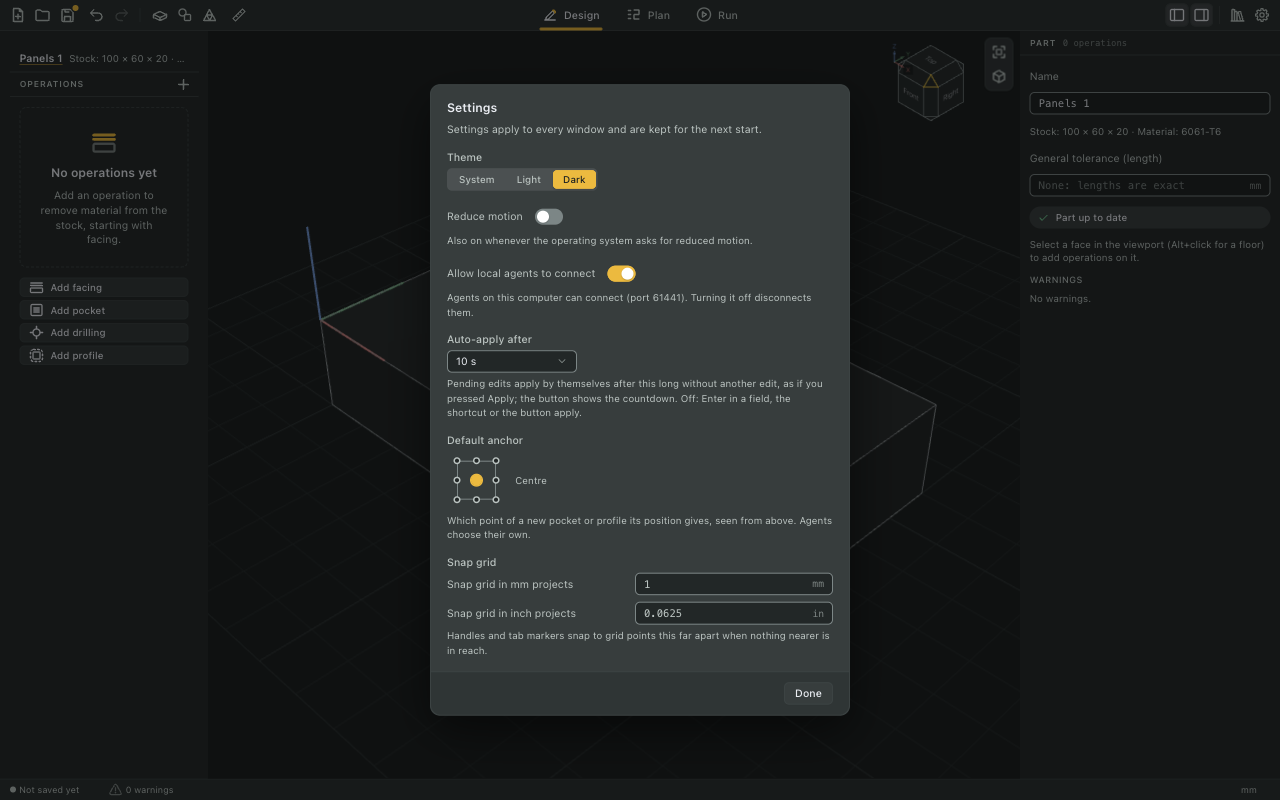 Design
Plan
Run
Panels 1 Stock: 100 × 60 × 20 · ...
OPERATIONS
No operations yet
Add an operation to
remove material from the
stock, starting with
facing.
Add facing
Add pocket
Add drilling
Add profile
Top
Front
Right
Settings
Settings apply to every window and are kept for the next start.
Theme
System Light Dark
Reduce motion
Also on whenever the operating system asks for reduced motion.
Allow local agents to connect
Agents on this computer can connect (port 61441). Turning it off disconnects
them.
Auto-apply after
10 s
Pending edits apply by themselves after this long without another edit, as if you
pressed Apply; the button shows the countdown. Off: Enter in a field, the
shortcut or the button apply.
Default anchor
Centre
Which point of a new pocket or profile its position gives, seen from above. Agents
choose their own.
Snap grid
Snap grid in mm projects 1 mm
Snap grid in inch projects 0.0625 in
Handles and tab markers snap to grid points this far apart when nothing nearer is
in reach.
Done
PART 0 operations
Name
Panels 1
Stock: 100 × 60 × 20 · Material: 6061-T6
General tolerance (length)
None: lengths are exact mm
Part up to date
Select a face in the viewport (Alt+click for a floor)
to add operations on it.
WARNINGS
No warnings.
Not saved yet
0 warnings
mm